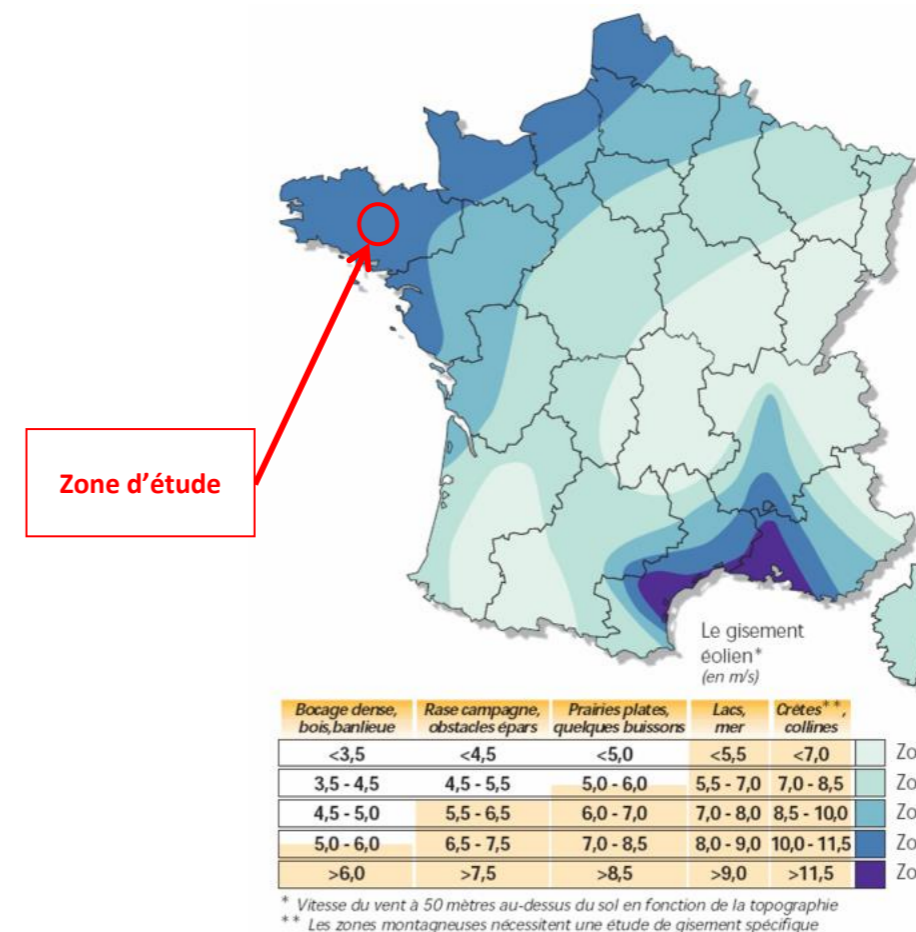 Zone d'étude
Le gisement
éolien*
(en m/s)
Bocage dense, bois, banlieue Rase campagne, obstacles épars Prairies plates, quelques buissons Lacs, mer Crêtes**, collines
<3,5 <4,5 <5,0 <5,5 <7,0 Zo
3,5 - 4,5 4,5 - 5,5 5,0 - 6,0 5,5 - 7,0 7,0 - 8,5 Zo
4,5 - 5,0 5,5 - 6,5 6,0 - 7,0 7,0 - 8,0 8,5 - 10,0 Zo
5,0 - 6,0 6,5 - 7,5 7,0 - 8,5 8,0 - 9,0 10,0 - 11,5 Zo
>6,0 >7,5 >8,5 >9,0 >11,5 Zo
* Vitesse du vent à 50 mètres au-dessus du sol en fonction de la topographie
** Les zones montagneuses nécessitent une étude de gisement spécifique